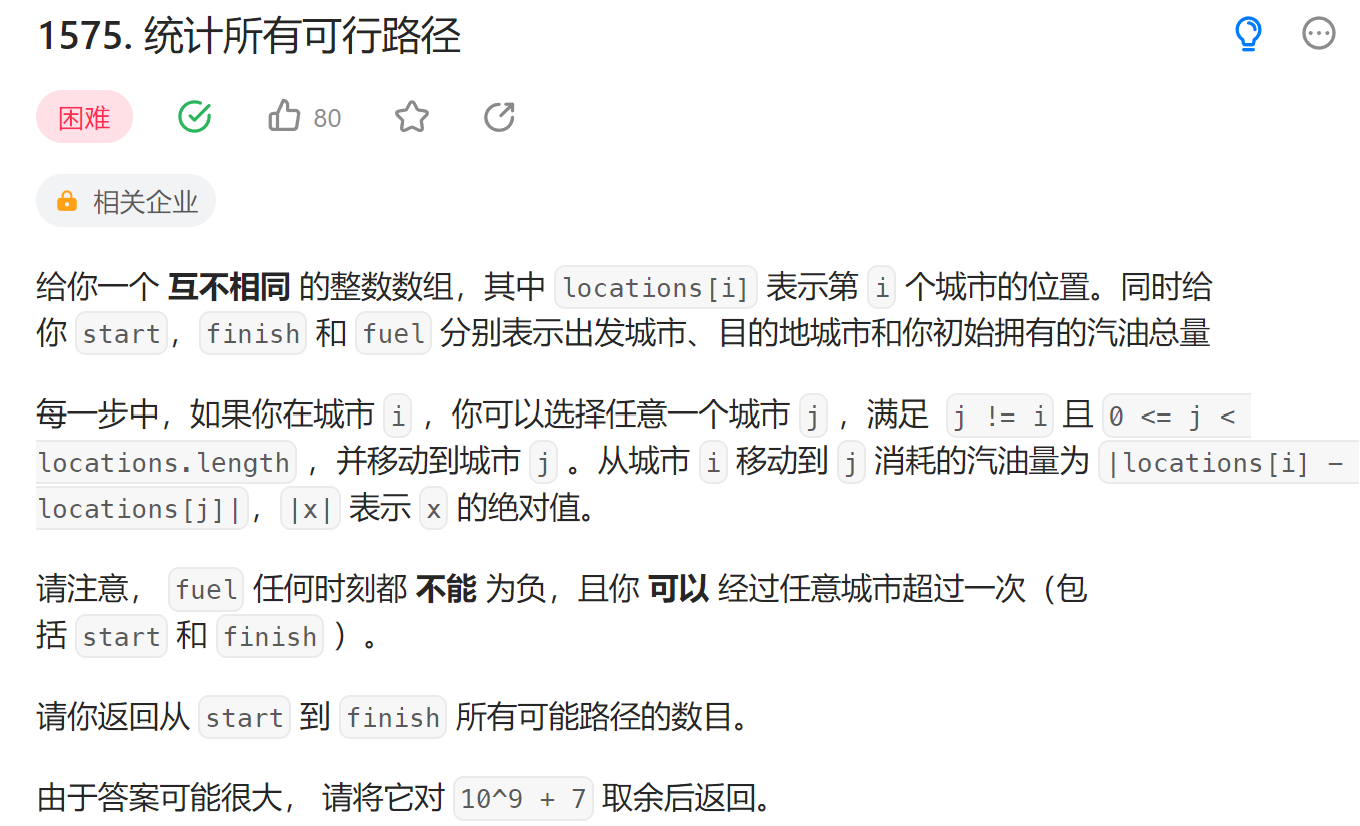 1575. 统计所有可行路径
困难 80
相关企业
给你一个 互不相同 的整数数组，其中 locations[i] 表示第 i 个城市的位置。同时给
你 start，finish 和 fuel 分别表示出发城市、目的地城市和你初始拥有的汽油总量
每一步中，如果你在城市 i ，你可以选择任意一个城市 j ，满足 j != i 且 0 <= j <
locations.length ，并移动到城市 j 。从城市 i 移动到 j 消耗的汽油量为 |locations[i] -
locations[j]|，|x| 表示 x 的绝对值。
请注意， fuel 任何时刻都 不能 为负，且你 可以 经过任意城市超过一次（包
括 start 和 finish ）。
请你返回从 start 到 finish 所有可能路径的数目。
由于答案可能很大， 请将它对 10^9 + 7 取余后返回。